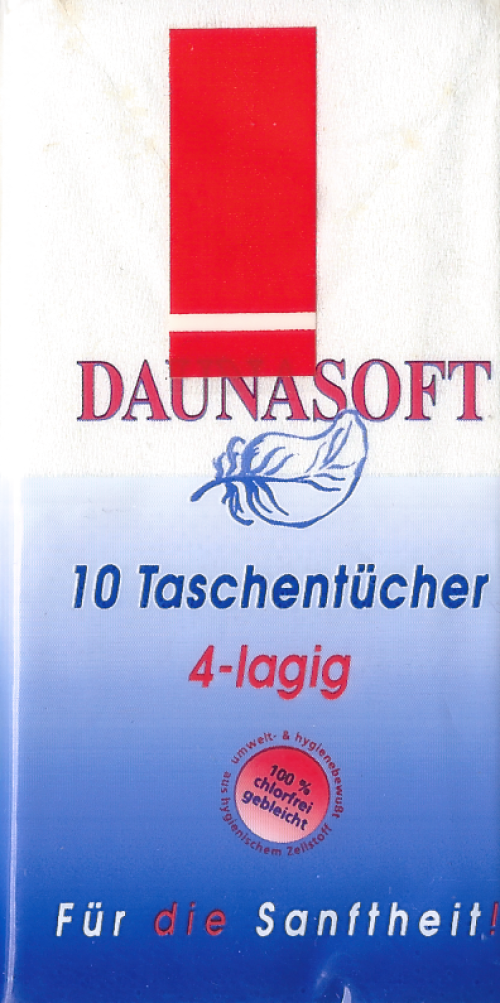 DAUNASOFT
10 Taschentücher
4-lagig
umwelt- & hygienebewußt
100 %
chlorfrei
gebleicht
aus hygienischem Zellstoff
Für die Sanftheit!